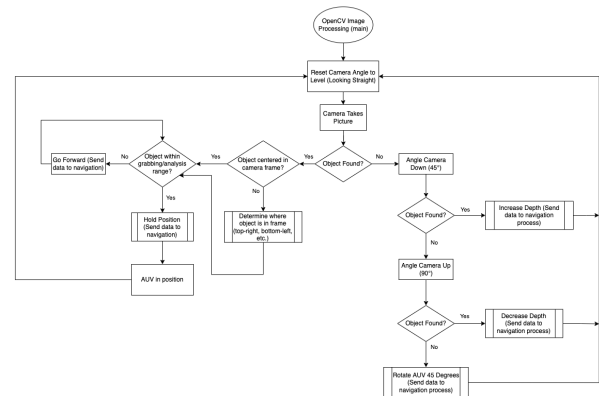 OpenCV Image
Processing (main)
Reset Camera Angle to
Level (Looking Straight)
Camera Takes
Picture
Object Found?
Yes
No
Object centered in
camera frame?
Yes
No
Object within
grabbing/analysis
range?
No
Yes
Go Forward (Send
data to navigation)
Hold Position
(Send data to
navigation)
AUV in position
Determine where
object is in frame
(top-right, bottom-left,
etc.)
Angle Camera
Down (45°)
Object Found?
Yes
No
Increase Depth (Send
data to navigation
process)
Angle Camera Up
(90°)
Object Found?
Yes
No
Decrease Depth
(Send data to
navigation process)
Rotate AUV 45 Degrees
(Send data to
navigation process)